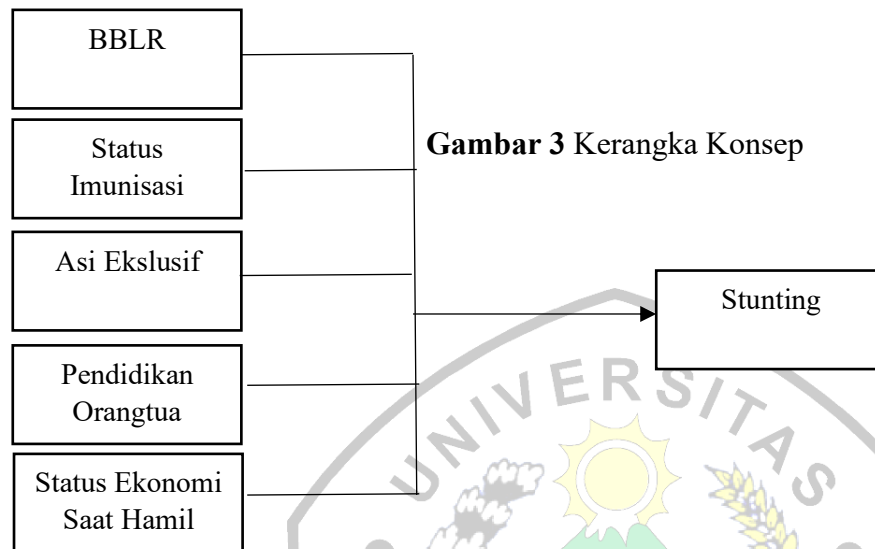 BBLR
Status
Imunisasi
Gambar 3 Kerangka Konsep
Asi Ekslusif
Stunting
Pendidikan
Orangtua
UNIVERSITAS
Status Ekonomi
Saat Hamil